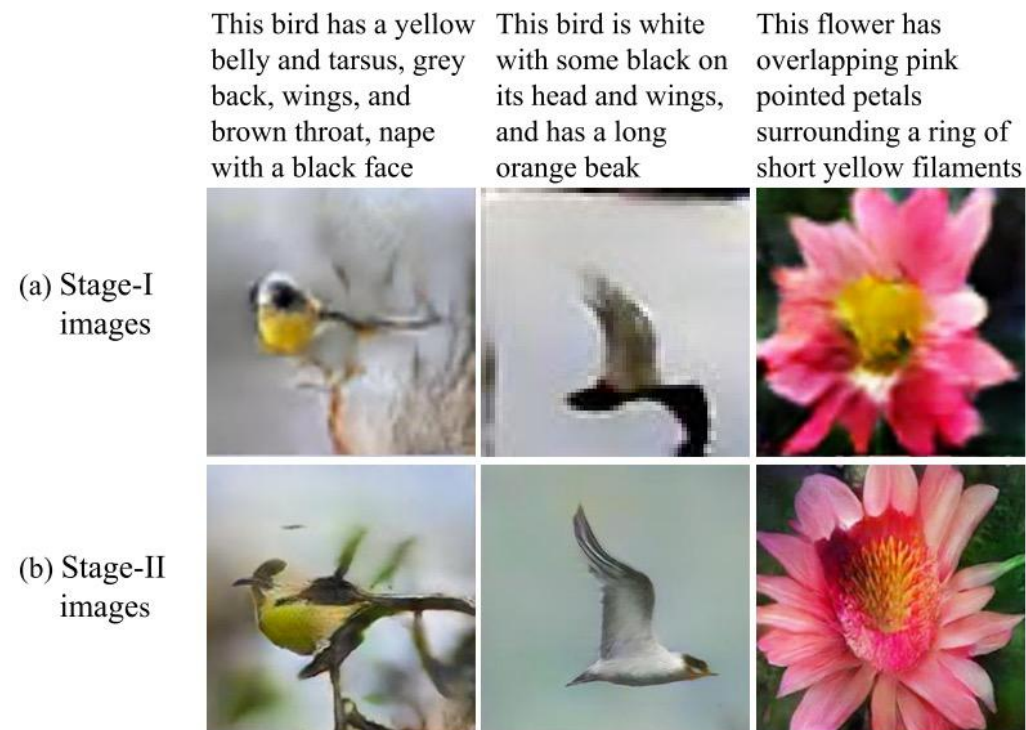 This bird has a yellow
belly and tarsus, grey
back, wings, and
brown throat, nape
with a black face
This bird is white
with some black on
its head and wings,
and has a long
orange beak
This flower has
overlapping pink
pointed petals
surrounding a ring of
short yellow filaments
(a) Stage-I
images
(b) Stage-II
images